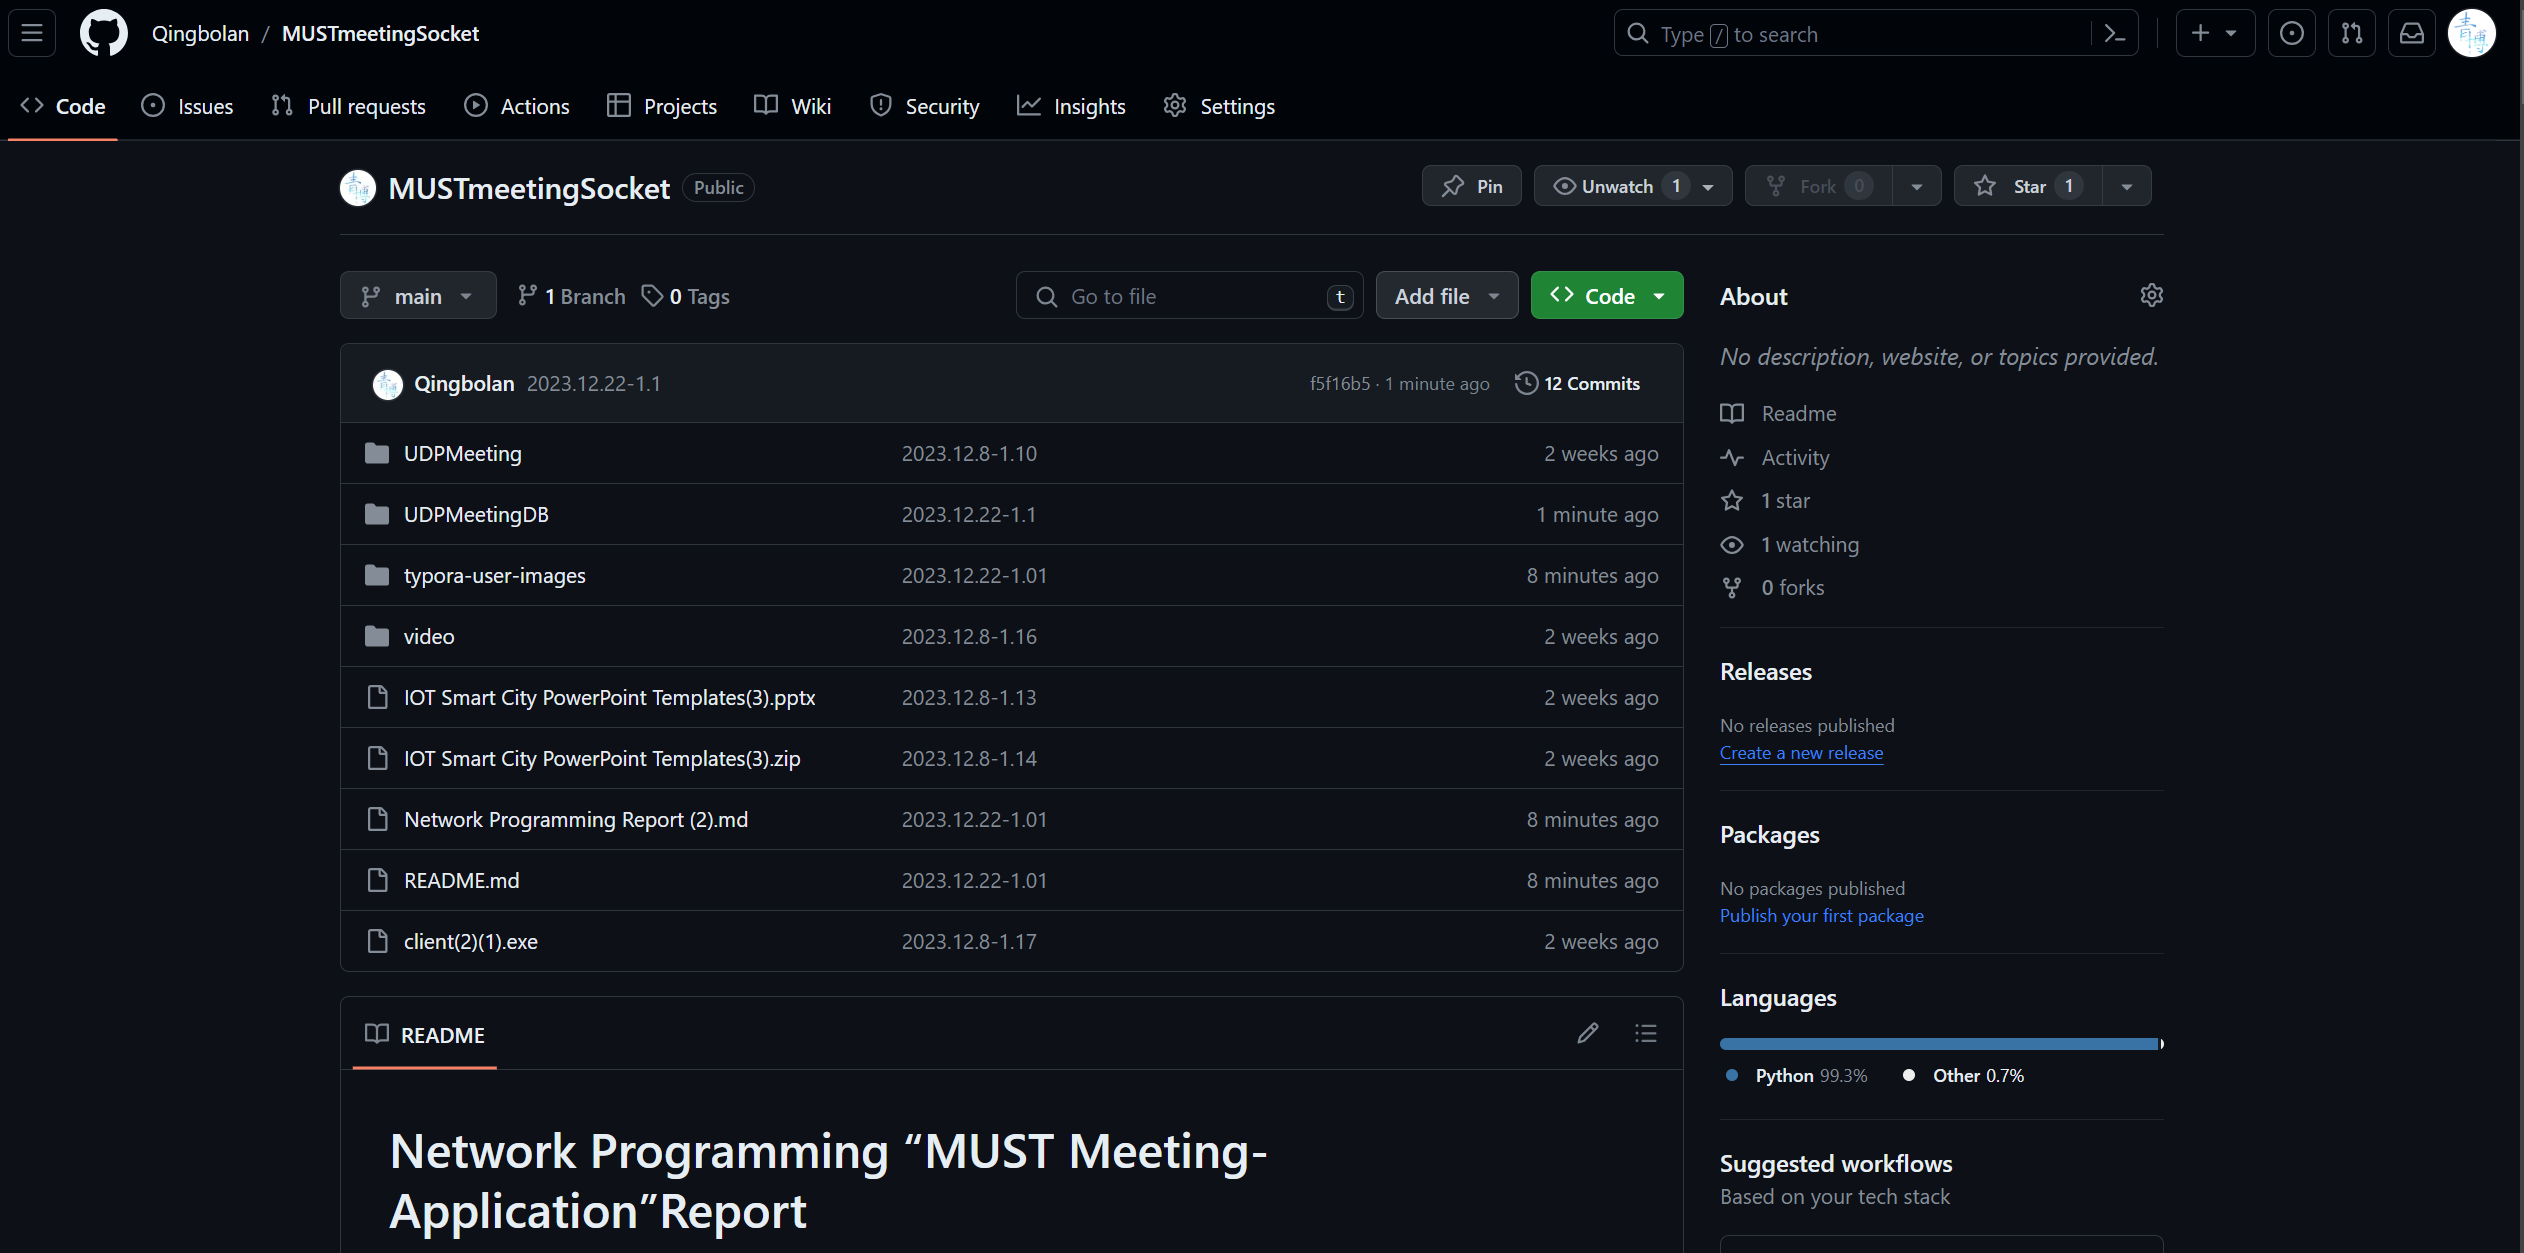 Qingbolan / MUSTmeetingSocket
Type / to search
Code Issues Pull requests Actions Projects Wiki Security Insights Settings
MUSTmeetingSocket Public
Pin Unwatch 1 Fork 0 Star 1
main 1 Branch 0 Tags
Go to file t Add file Code
Qingbolan 2023.12.22-1.1 f5f16b5 · 1 minute ago 12 Commits
UDPMeeting 2023.12.8-1.10 2 weeks ago
UDPMeetingDB 2023.12.22-1.1 1 minute ago
typora-user-images 2023.12.22-1.01 8 minutes ago
video 2023.12.8-1.16 2 weeks ago
IOT Smart City PowerPoint Templates(3).pptx 2023.12.8-1.13 2 weeks ago
IOT Smart City PowerPoint Templates(3).zip 2023.12.8-1.14 2 weeks ago
Network Programming Report (2).md 2023.12.22-1.01 8 minutes ago
README.md 2023.12.22-1.01 8 minutes ago
client(2)(1).exe 2023.12.8-1.17 2 weeks ago
README
Network Programming “MUST Meeting-
Application”Report
About
No description, website, or topics provided.
Readme
Activity
1 star
1 watching
0 forks
Releases
No releases published
Create a new release
Packages
No packages published
Publish your first package
Languages
Python 99.3% Other 0.7%
Suggested workflows
Based on your tech stack